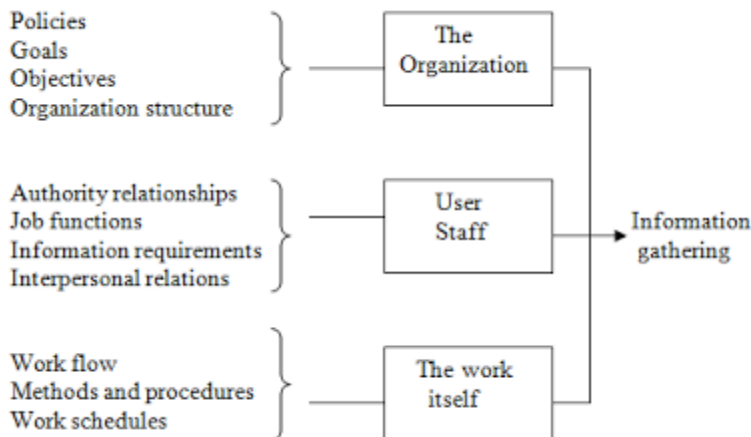 Policies
Goals
Objectives
Organization structure
The
Organization
Authority relationships
Job functions
Information requirements
Interpersonal relations
User
Staff
Information
gathering
Work flow
Methods and procedures
Work schedules
The work
itself